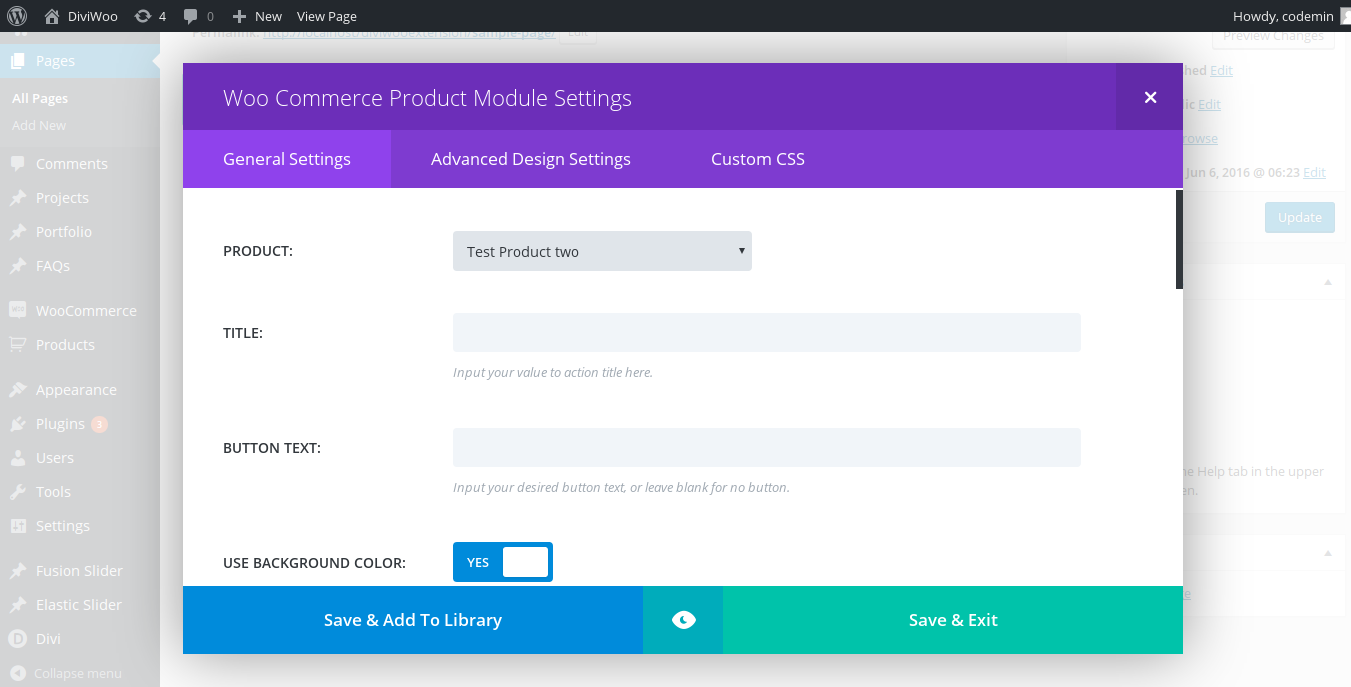 DiviWoo 4 0 New View Page Howdy, codemin
Permalink: http://localhost/diviwooextension/sample-page/ Edit
Preview Changes
Pages
All Pages
Add New
Comments
Projects
Portfolio
FAQs
WooCommerce
Products
Appearance
Plugins 3
Users
Tools
Settings
Fusion Slider
Elastic Slider
Divi
Collapse menu
Woo Commerce Product Module Settings
General Settings Advanced Design Settings Custom CSS
PRODUCT: Test Product two
TITLE:
Input your value to action title here.
BUTTON TEXT:
Input your desired button text, or leave blank for no button.
USE BACKGROUND COLOR: YES
Save & Add To Library Save & Exit
hed Edit
ic Edit
rowse
Jun 6, 2016 @ 06:23 Edit
Update
he Help tab in the upper
en.